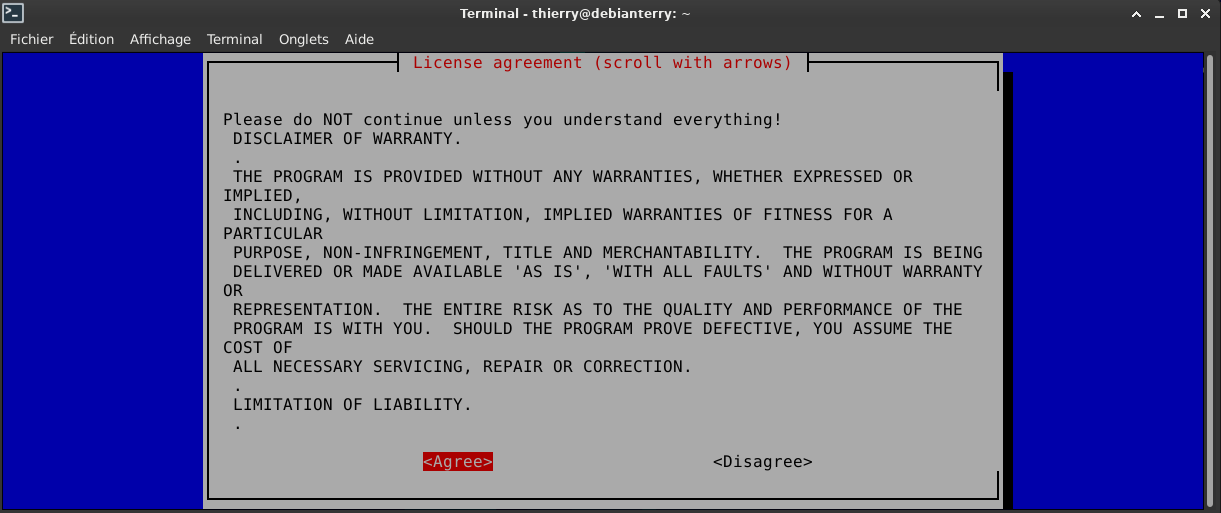 Terminal - thierry@debianterry: ~
Fichier Édition Affichage Terminal Onglets Aide
License agreement (scroll with arrows)
Please do NOT continue unless you understand everything!
DISCLAIMER OF WARRANTY.
.
THE PROGRAM IS PROVIDED WITHOUT ANY WARRANTIES, WHETHER EXPRESSED OR
IMPLIED,
INCLUDING, WITHOUT LIMITATION, IMPLIED WARRANTIES OF FITNESS FOR A
PARTICULAR
PURPOSE, NON-INFRINGEMENT, TITLE AND MERCHANTABILITY.  THE PROGRAM IS BEING
DELIVERED OR MADE AVAILABLE 'AS IS', 'WITH ALL FAULTS' AND WITHOUT WARRANTY
OR
REPRESENTATION.  THE ENTIRE RISK AS TO THE QUALITY AND PERFORMANCE OF THE
PROGRAM IS WITH YOU.  SHOULD THE PROGRAM PROVE DEFECTIVE, YOU ASSUME THE
COST OF
ALL NECESSARY SERVICING, REPAIR OR CORRECTION.
.
LIMITATION OF LIABILITY.
.
<Agree> <Disagree>